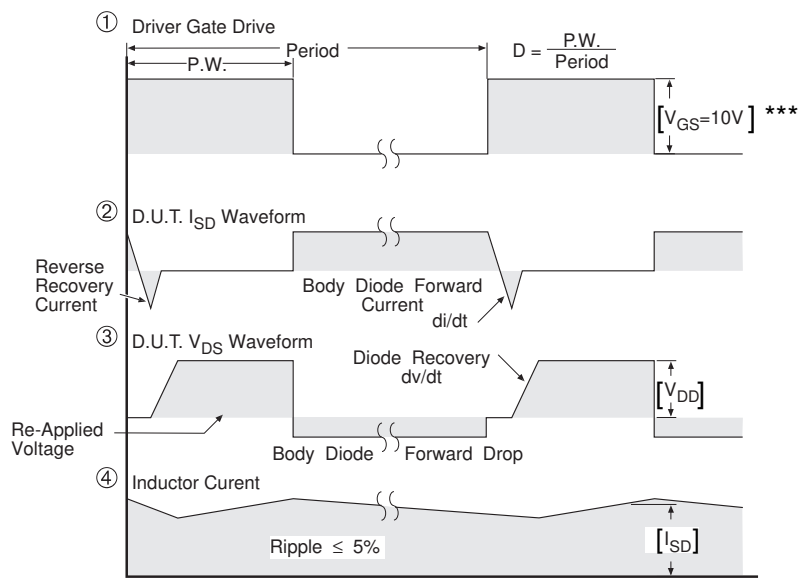 ① Driver Gate Drive
Period
P.W.
D = P.W. / Period
[VGS=10V] ***
② D.U.T. ISD Waveform
Reverse
Recovery
Current
Body Diode Forward
Current
di/dt
③ D.U.T. VDS Waveform
Diode Recovery
dv/dt
[VDD]
Re-Applied
Voltage
Body Diode Forward Drop
④ Inductor Curent
Ripple ≤ 5%
[ISD]